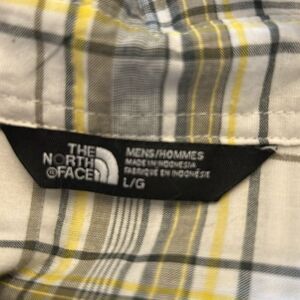 THE
NORTH
FACE
®
MENS/HOMMES
MADE IN INDONESIA
FABRIQUÉ EN INDONÉSIE
L/G